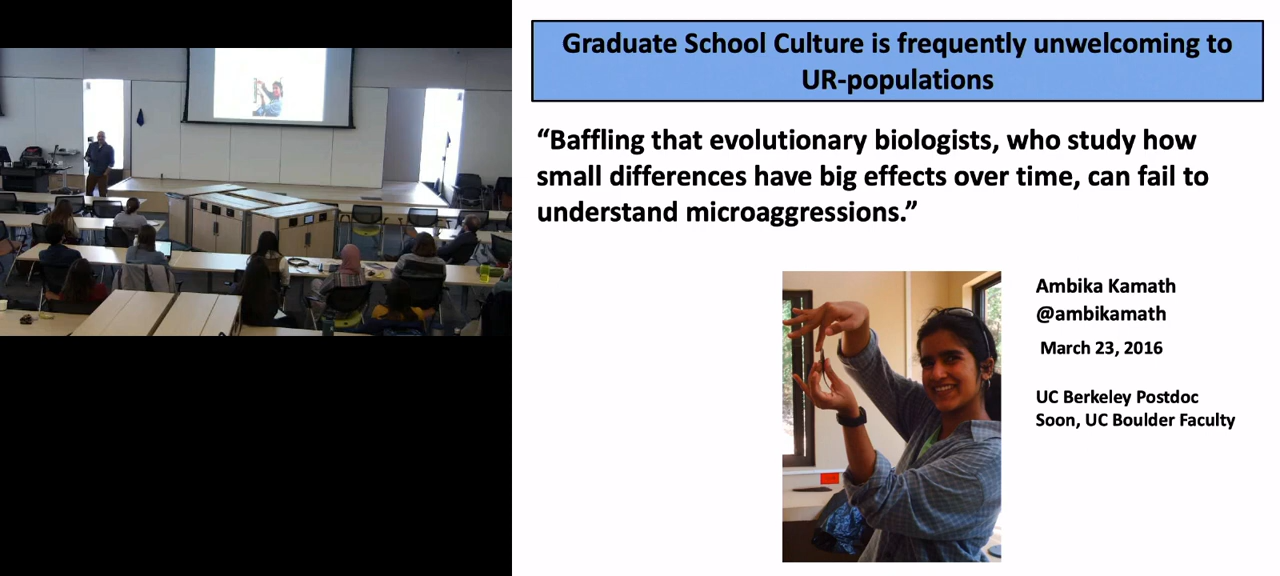 Graduate School Culture is frequently unwelcoming to
UR-populations
“Baffling that evolutionary biologists, who study how
small differences have big effects over time, can fail to
understand microaggressions.”
Ambika Kamath
@ambikamath
March 23, 2016
UC Berkeley Postdoc
Soon, UC Boulder Faculty